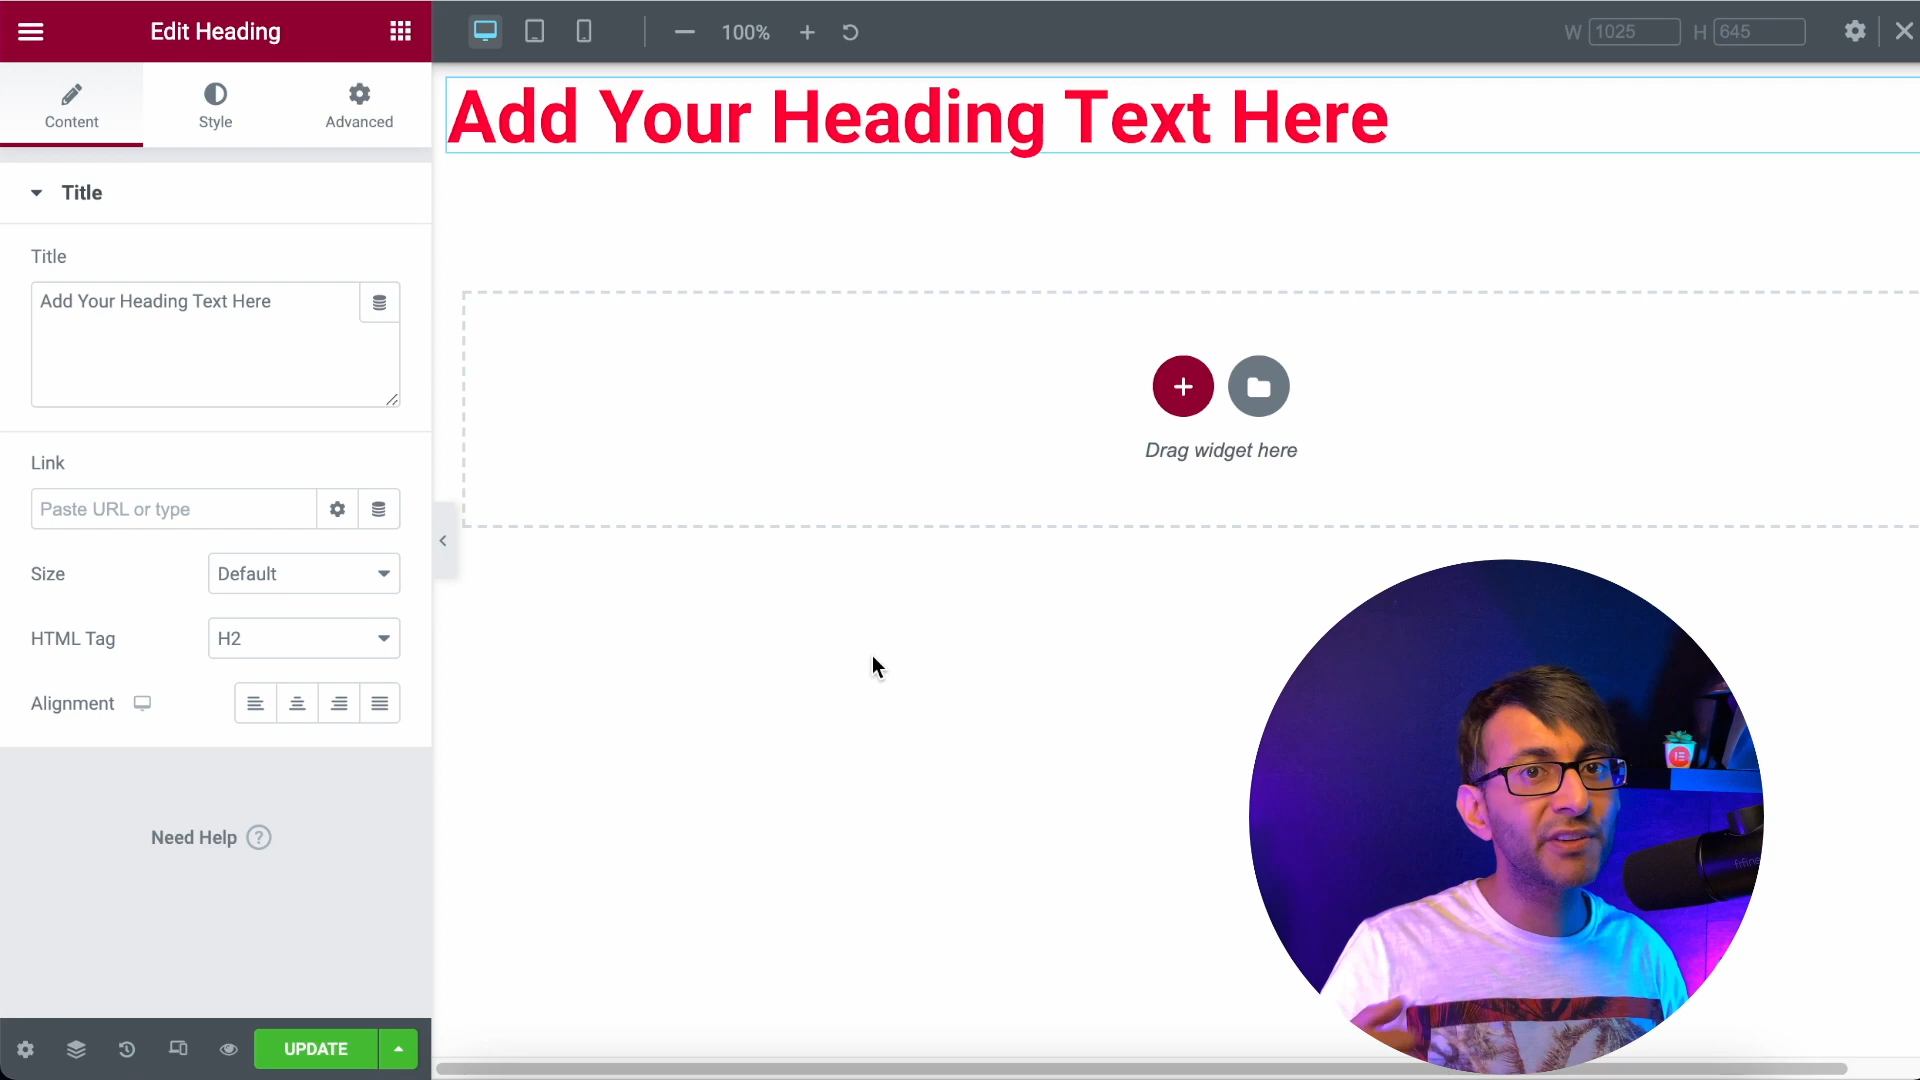 Edit Heading
100%
W 1025 H 645
Content
Style
Advanced
Add Your Heading Text Here
Title
Title
Add Your Heading Text Here
Drag widget here
Link
Paste URL or type
Size
Default
HTML Tag
H2
Alignment
Need Help ?
UPDATE